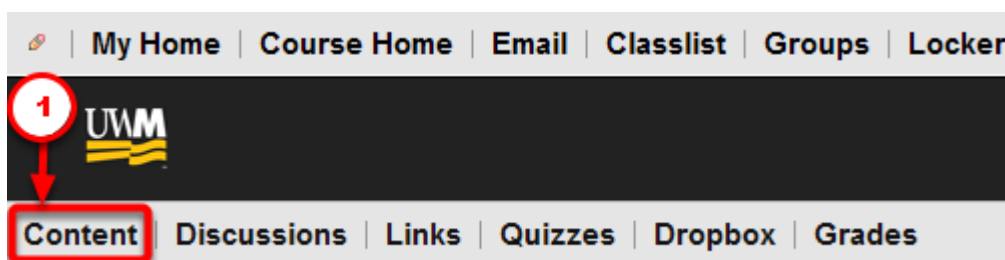 My Home | Course Home | Email | Classlist | Groups | Locker
1
UWM
Content | Discussions | Links | Quizzes | Dropbox | Grades